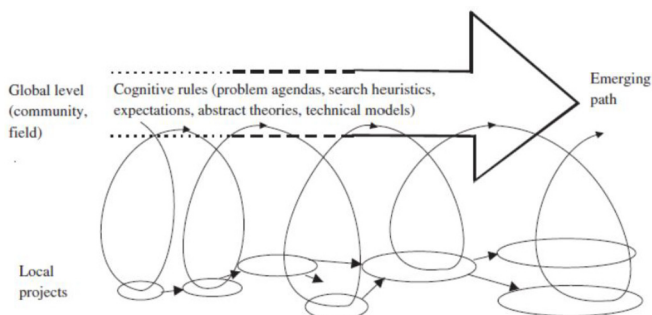 Global level
(community,
field)
Cognitive rules (problem agendas, search heuristics,
expectations, abstract theories, technical models)
Emerging
path
Local
projects